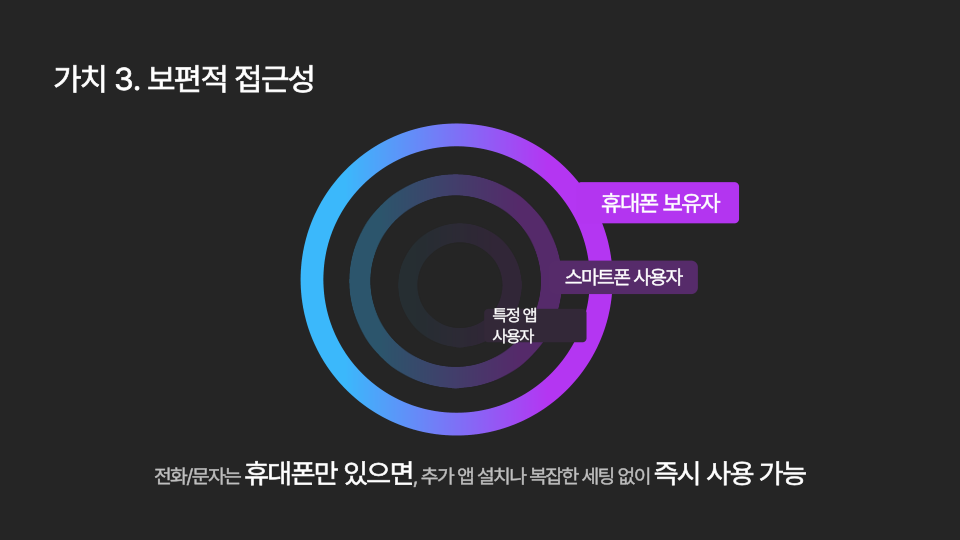 가치 3. 보편적 접근성
휴대폰 보유자
스마트폰 사용자
특정 앱
사용자
전화/문자는 휴대폰만 있으면, 추가 앱 설치나 복잡한 세팅 없이 즉시 사용 가능